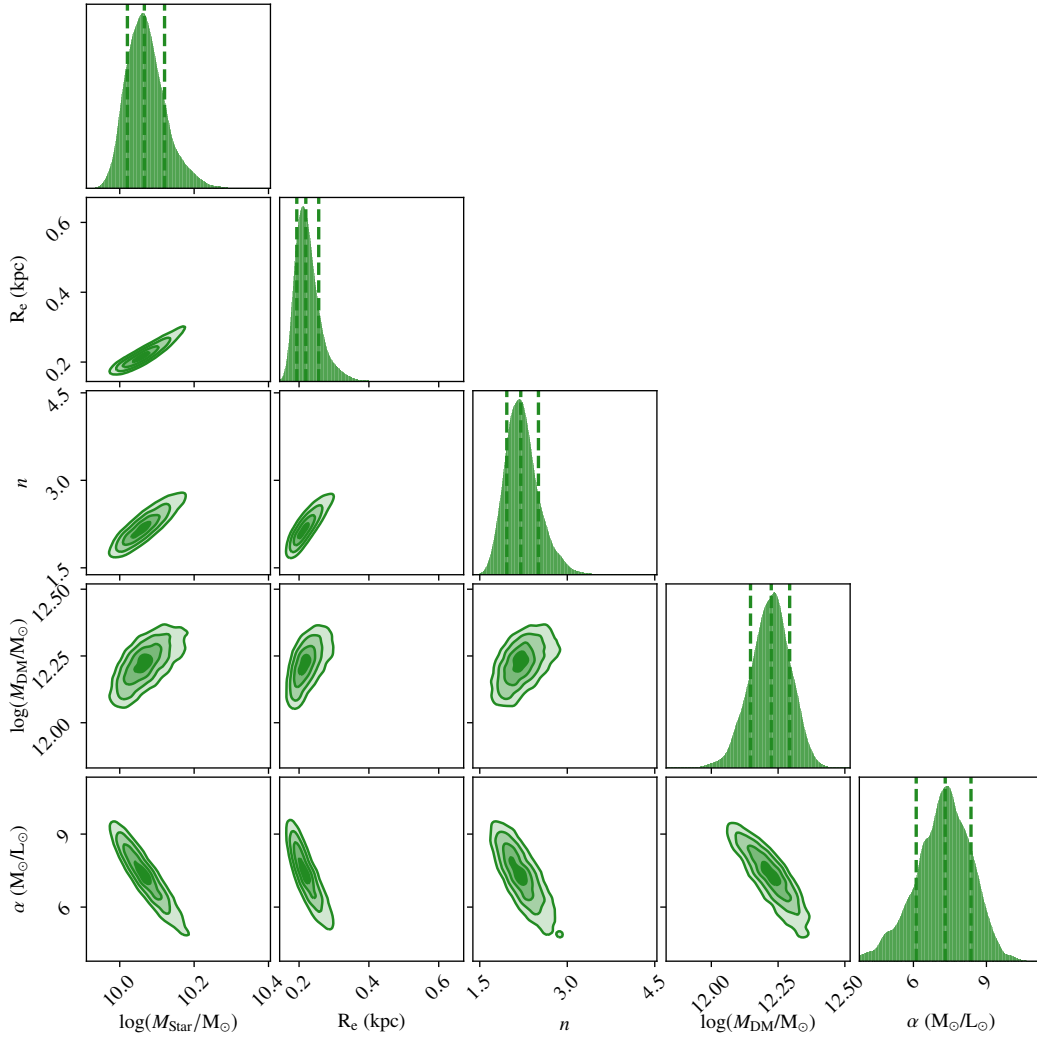 0.6
0.4
0.2
R_e (kpc)
4.5
3.0
1.5
n
12.50
12.25
12.00
log(M_DM/M_⊙)
9
6
α (M_⊙/L_⊙)
10.0 10.2 10.4 0.2 0.4 0.6 1.5 3.0 4.5 12.00 12.25 12.50 6 9
log(M_Star/M_⊙) R_e (kpc) n log(M_DM/M_⊙) α (M_⊙/L_⊙)